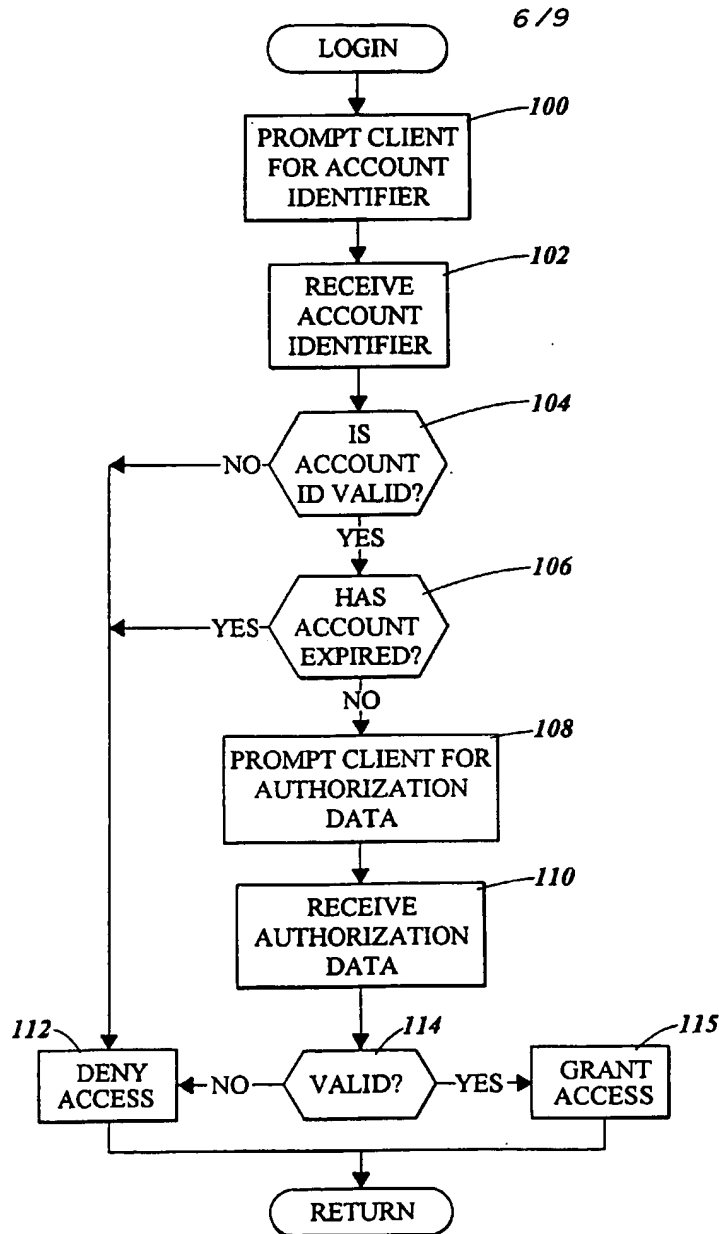 6/9
LOGIN
100
PROMPT CLIENT
FOR ACCOUNT
IDENTIFIER
102
RECEIVE
ACCOUNT
IDENTIFIER
104
IS
ACCOUNT
ID VALID?
NO
YES
106
HAS
ACCOUNT
EXPIRED?
YES
NO
108
PROMPT CLIENT FOR
AUTHORIZATION
DATA
110
RECEIVE
AUTHORIZATION
DATA
112
DENY
ACCESS
114
VALID?
NO
YES
115
GRANT
ACCESS
RETURN